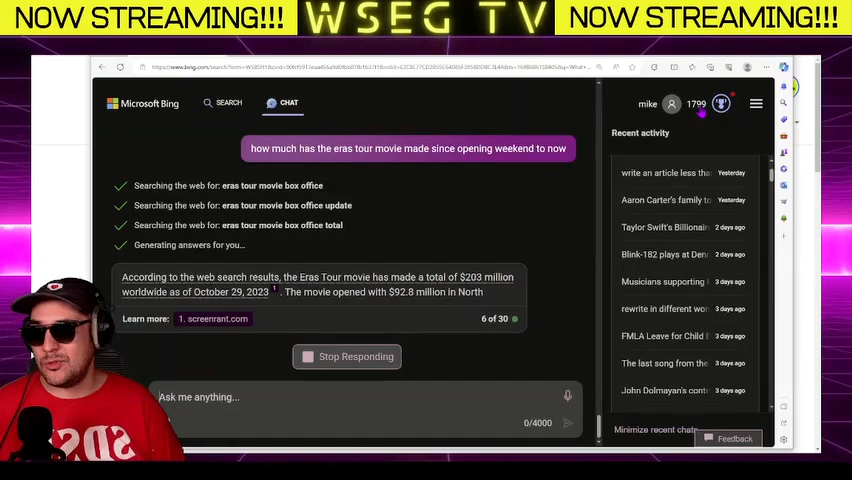 NOW STREAMING!!!
WSEG TV
NOW STREAMING!!!
Microsoft Bing
SEARCH
CHAT
mike
1799
Recent activity
how much has the eras tour movie made since opening weekend to now
Searching the web for: eras tour movie box office
Searching the web for: eras tour movie box office update
Searching the web for: eras tour movie box office total
Generating answers for you...
According to the web search results, the Eras Tour movie has made a total of $203 million
worldwide as of October 29, 2023 1 . The movie opened with $92.8 million in North
Learn more: 1. screenrant.com
6 of 30
Stop Responding
Ask me anything...
0/4000
write an article less tha
Yesterday
Aaron Carter's family to
Yesterday
Taylor Swift's Billionair
2 days ago
Blink-182 plays at Den
2 days ago
Musicians supporting
2 days ago
rewrite in different wor
3 days ago
FMLA Leave for Child
3 days ago
The last song from the
3 days ago
John Dolmayan's cont
3 days ago
Minimize recent chats
Feedback
SDS